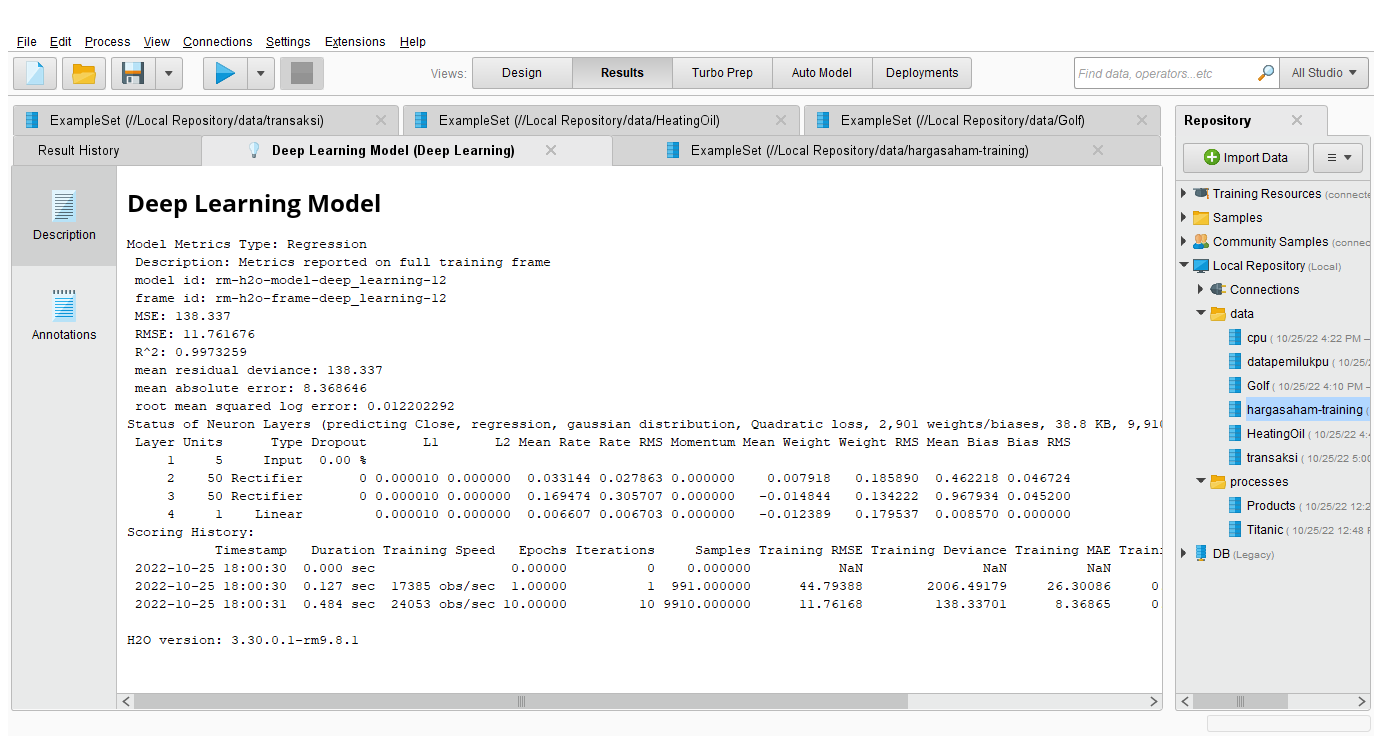 File Edit Process View Connections Settings Extensions Help
Views: Design Results Turbo Prep Auto Model Deployments Find data, operators...etc All Studio
ExampleSet (//Local Repository/data/transaksi) ExampleSet (//Local Repository/data/HeatingOil) ExampleSet (//Local Repository/data/Golf)
Result History Deep Learning Model (Deep Learning) ExampleSet (//Local Repository/data/hargasaham-training)
Description
Annotations
Deep Learning Model
Model Metrics Type: Regression
Description: Metrics reported on full training frame
model id: rm-h2o-model-deep_learning-12
frame id: rm-h2o-frame-deep_learning-12
MSE: 138.337
RMSE: 11.761676
R^2: 0.9973259
mean residual deviance: 138.337
mean absolute error: 8.368646
root mean squared log error: 0.012202292
Status of Neuron Layers (predicting Close, regression, gaussian distribution, Quadratic loss, 2,901 weights/biases, 38.8 KB, 9,910
Layer Units Type Dropout L1 L2 Mean Rate Rate RMS Momentum Mean Weight Weight RMS Mean Bias Bias RMS
1 5 Input 0.00 %
2 50 Rectifier 0 0.000010 0.000000 0.033144 0.027863 0.000000 0.007918 0.185890 0.462218 0.046724
3 50 Rectifier 0 0.000010 0.000000 0.169474 0.305707 0.000000 -0.014844 0.134222 0.967934 0.045200
4 1 Linear 0.000010 0.000000 0.006607 0.006703 0.000000 -0.012389 0.179537 0.008570 0.000000
Scoring History:
Timestamp Duration Training Speed Epochs Iterations Samples Training RMSE Training Deviance Training MAE Traini
2022-10-25 18:00:30 0.000 sec 0.00000 0 0.000000 NaN NaN NaN
2022-10-25 18:00:30 0.127 sec 17385 obs/sec 1.00000 1 991.000000 44.79388 2006.49179 26.30086 0
2022-10-25 18:00:31 0.484 sec 24053 obs/sec 10.00000 10 9910.000000 11.76168 138.33701 8.36865 0
H2O version: 3.30.0.1-rm9.8.1
Repository
Import Data
Training Resources (connecte
Samples
Community Samples (connec
Local Repository (Local)
Connections
data
cpu ( 10/25/22 4:22 PM –
datapemilukpu ( 10/25/
Golf ( 10/25/22 4:10 PM –
hargasaham-training (
HeatingOil ( 10/25/22 4:
transaksi ( 10/25/22 5:00
processes
Products ( 10/25/22 12:2
Titanic ( 10/25/22 12:48 P
DB (Legacy)